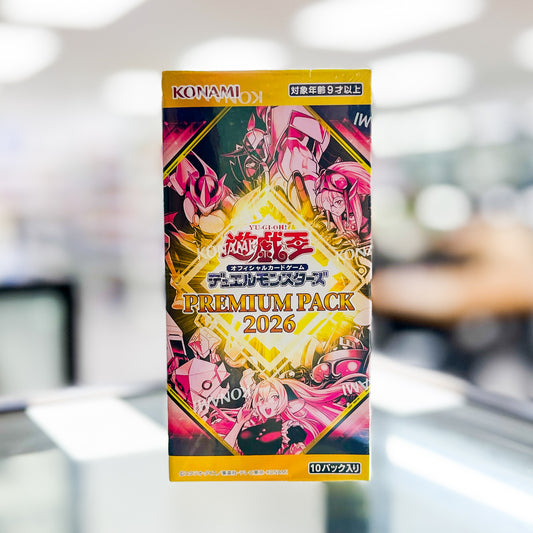 KONAMI
対象年齢9才以上
YU-GI-OH!
遊戯王
オフィシャルカードゲーム
デュエルモンスターズ
PREMIUM PACK
2026
10パック入り